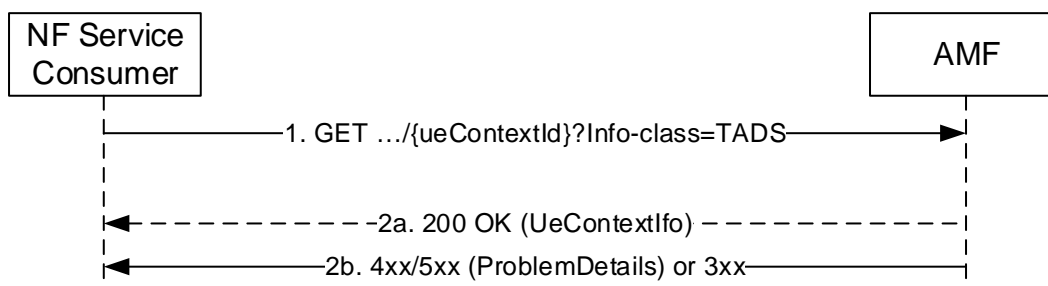 NF Service
Consumer
AMF
1. GET …/{ueContextId}?Info-class=TADS
2a. 200 OK (UeContextIfo)
2b. 4xx/5xx (ProblemDetails) or 3xx